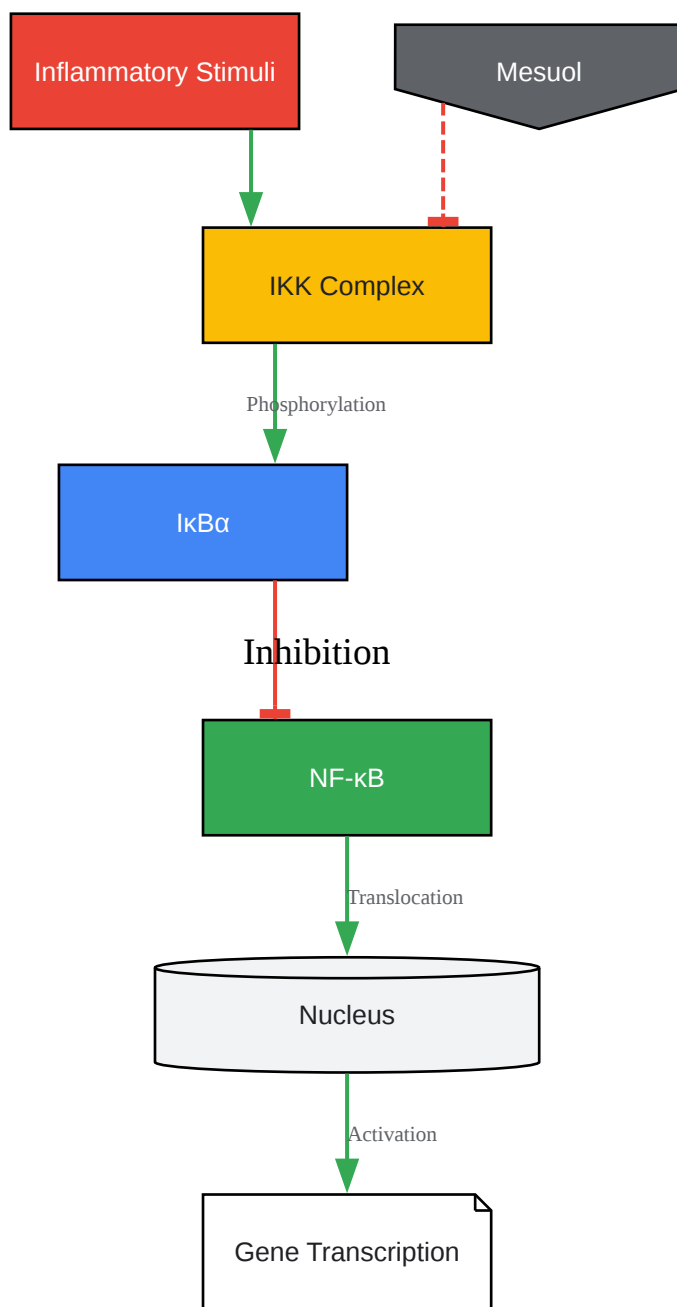 Inflammatory Stimuli
Mesuol
IKK Complex
Phosphorylation
IκBα
Inhibition
NF-κB
Translocation
Nucleus
Activation
Gene Transcription